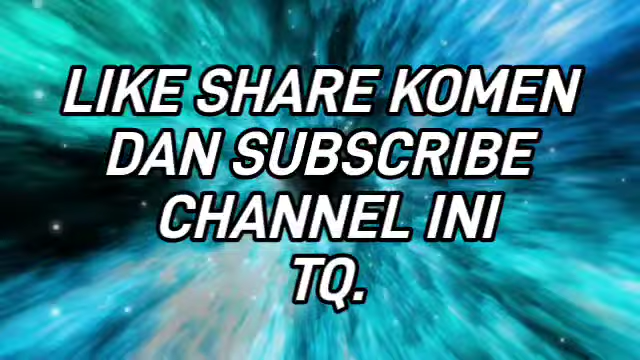 LIKE SHARE KOMEN
DAN SUBSCRIBE
CHANNEL INI
TQ.